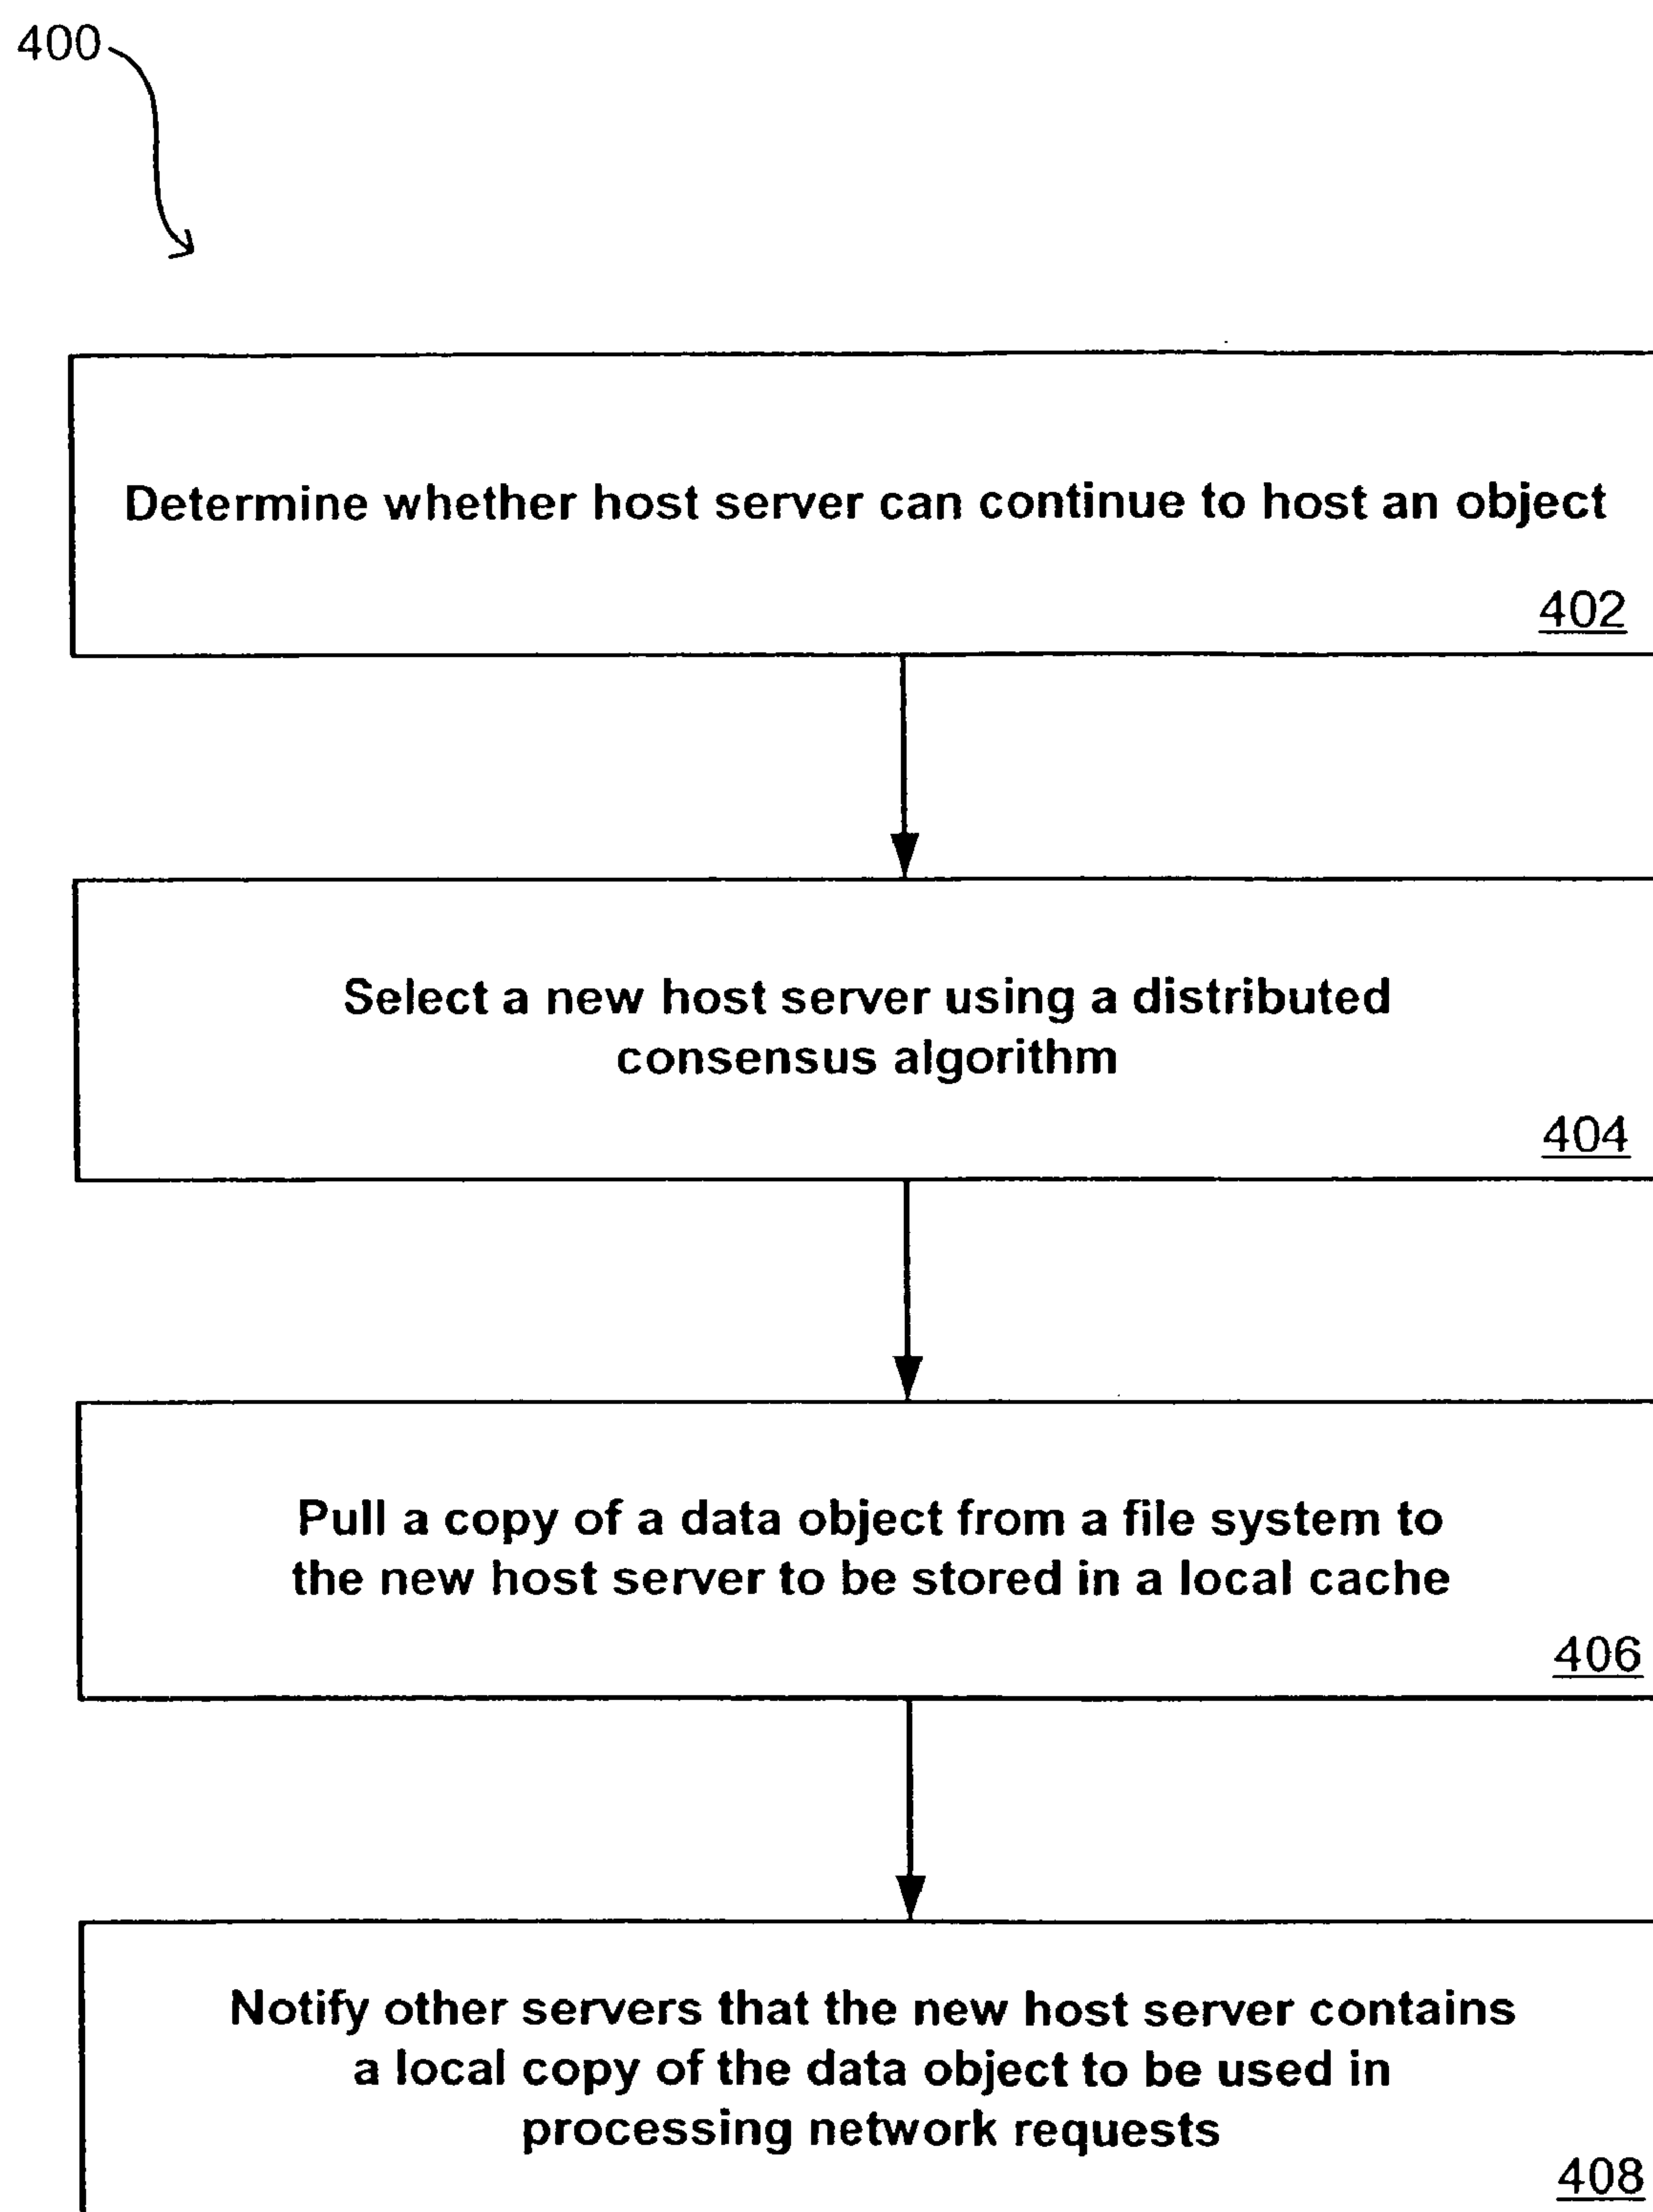 400
Determine whether host server can continue to host an object
402
Select a new host server using a distributed
consensus algorithm
404
Pull a copy of a data object from a file system to
the new host server to be stored in a local cache
406
Notify other servers that the new host server contains
a local copy of the data object to be used in
processing network requests
408